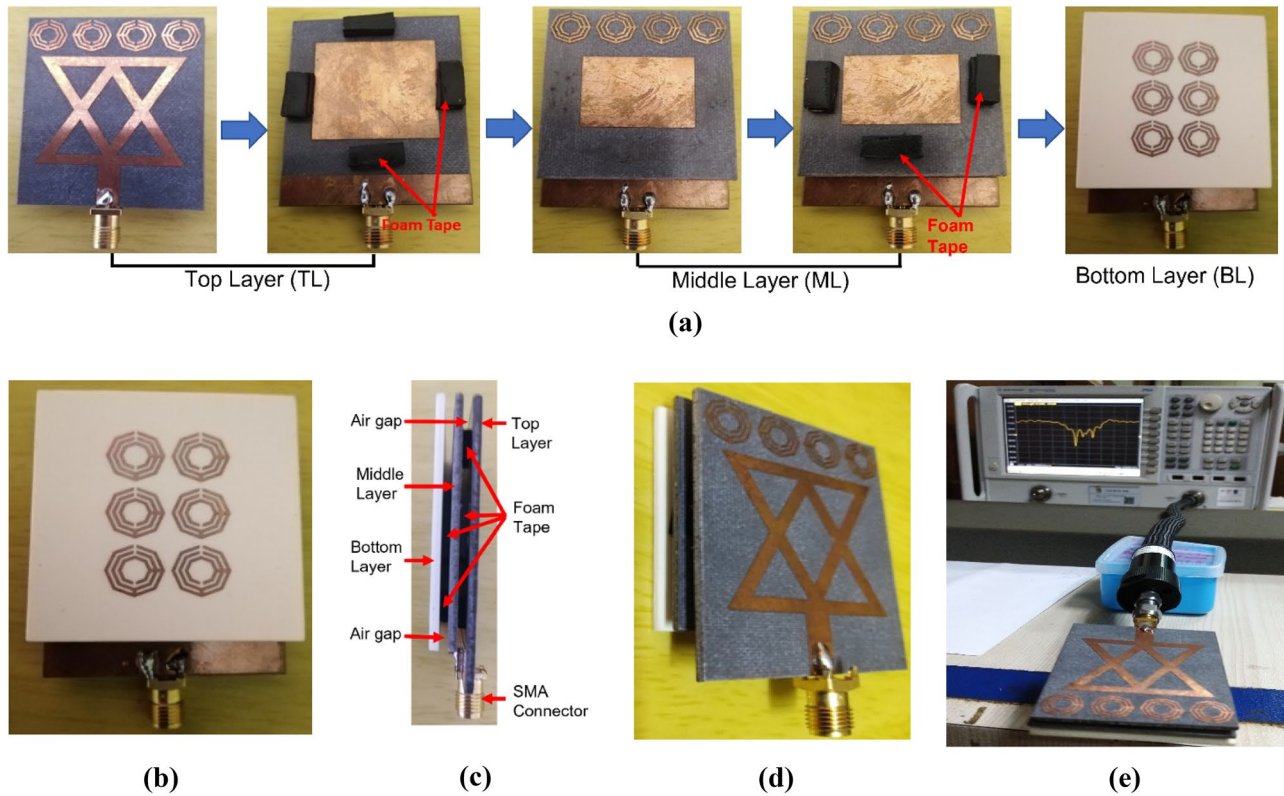 Foam Tape
Foam
Tape
Top Layer (TL)
Middle Layer (ML)
Bottom Layer (BL)
(a)
Air gap
Top
Layer
Middle
Layer
Foam
Tape
Bottom
Layer
Air gap
SMA
Connector
(b)
(c)
(d)
(e)